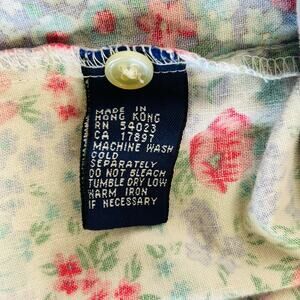 MADE IN
HONG KONG
RN 54023
CA 17897
MACHINE WASH
COLD
SEPARATELY
DO NOT BLEACH
TUMBLE DRY LOW
WARM IRON
IF NECESSARY